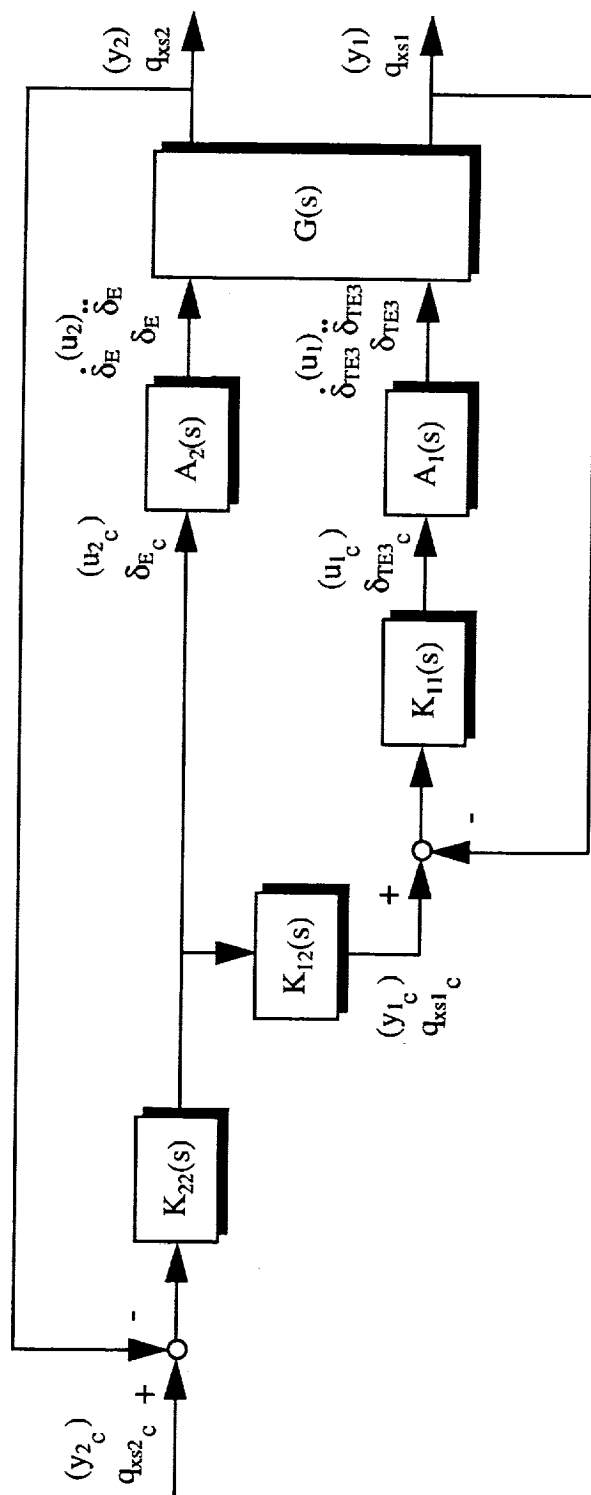 (y2c)
qxs2c
+
-
K22(s)
K12(s)
(y1c)
qxs1c
+
-
K11(s)
(u2c)
δEc
A2(s)
(u2)
δ̇E δ̈E
δE
(u1c)
δTE3c
A1(s)
(u1)
δ̇TE3 δ̈TE3
δTE3
G(s)
(y2)
qxs2
(y1)
qxs1